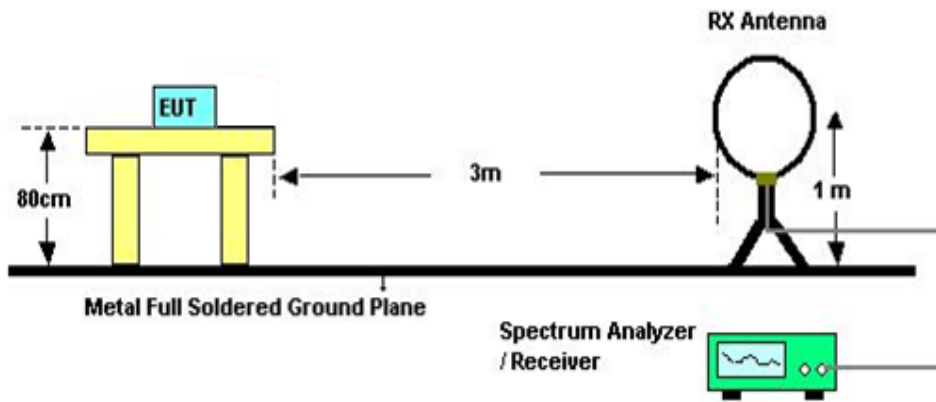 RX Antenna
EUT
3m
80cm
1 m
Metal Full Soldered Ground Plane
Spectrum Analyzer
/ Receiver